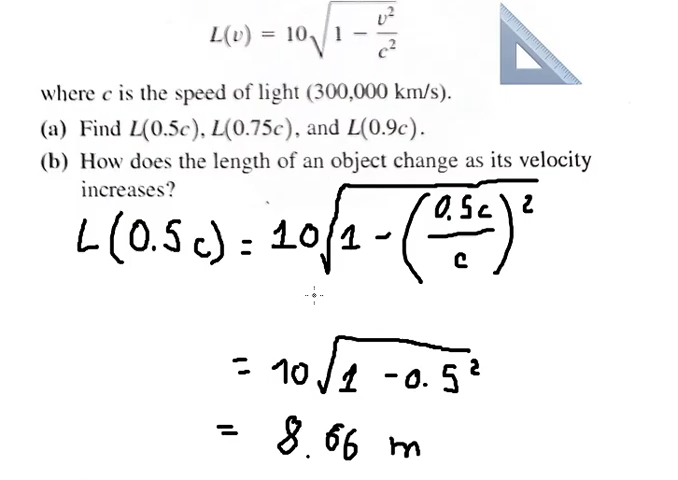 L(v) = 10√(1 − v²/c²)
where c is the speed of light (300,000 km/s).
(a) Find L(0.5c), L(0.75c), and L(0.9c).
(b) How does the length of an object change as its velocity
increases?
L(0.5c) = 10√(1 − (0.5c/c)²)
= 10√(1 − 0.5²)
= 8.66 m